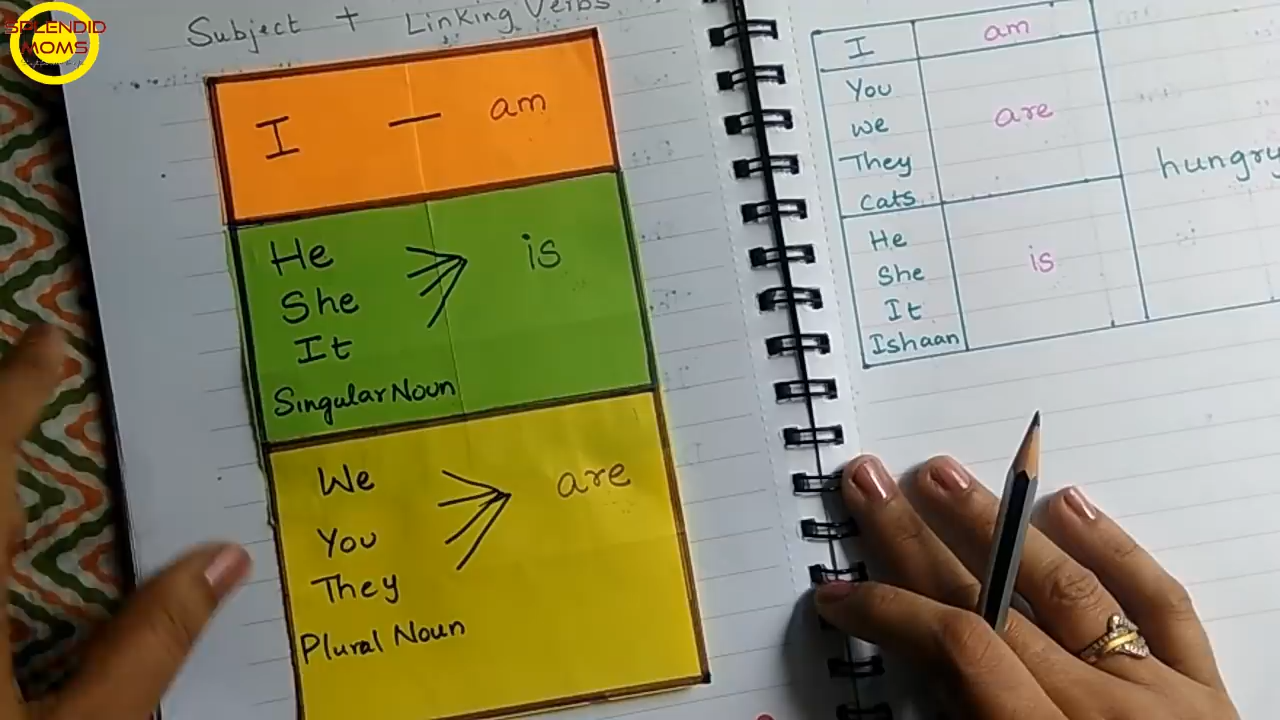 SPLENDID
MOMS
Subject + Linking Verbs
I — am
He
She
It
Singular Noun
is
We
You
They
Plural Noun
are
I am
You
We
They
Cats
are
hungry
He
She
It
Ishaan
is